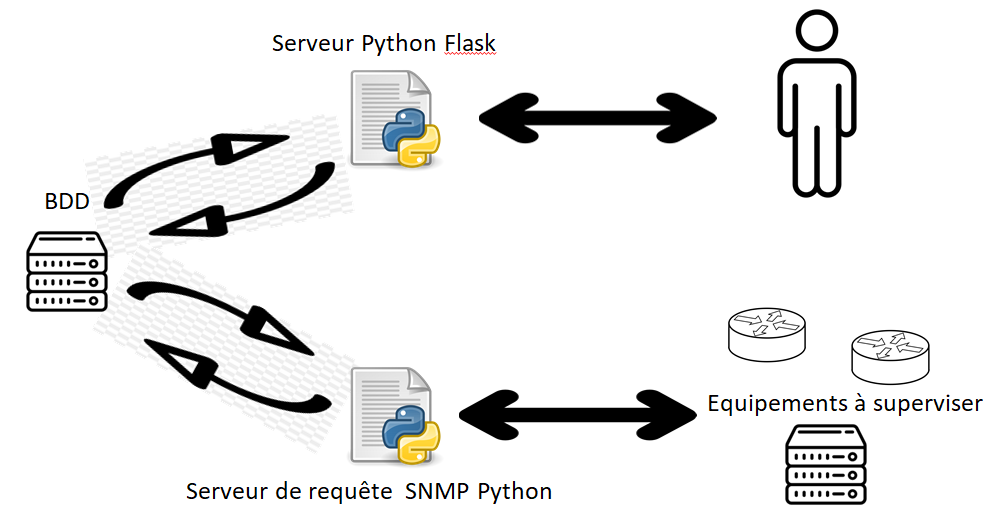 Serveur Python Flask
BDD
Equipements à superviser
Serveur de requête SNMP Python